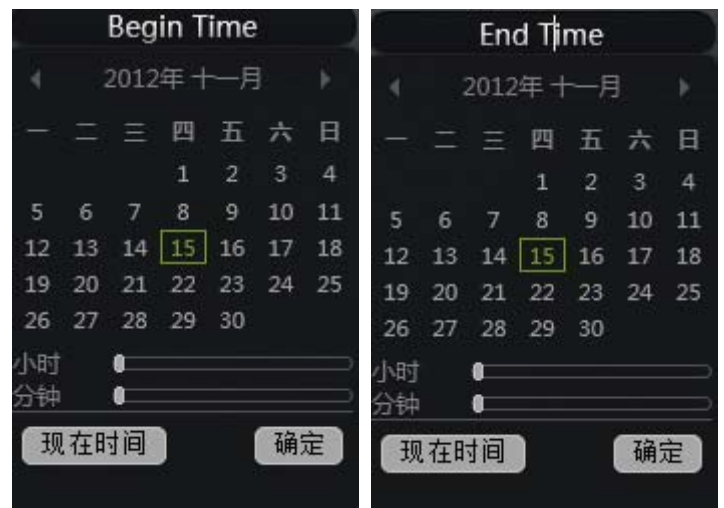 Begin Time
2012年 十一月
一 二 三 四 五 六 日
1 2 3 4
5 6 7 8 9 10 11
12 13 14 15 16 17 18
19 20 21 22 23 24 25
26 27 28 29 30
小时
分钟
现在时间 确定
End Time
2012年 十一月
一 二 三 四 五 六 日
1 2 3 4
5 6 7 8 9 10 11
12 13 14 15 16 17 18
19 20 21 22 23 24 25
26 27 28 29 30
小时
分钟
现在时间 确定